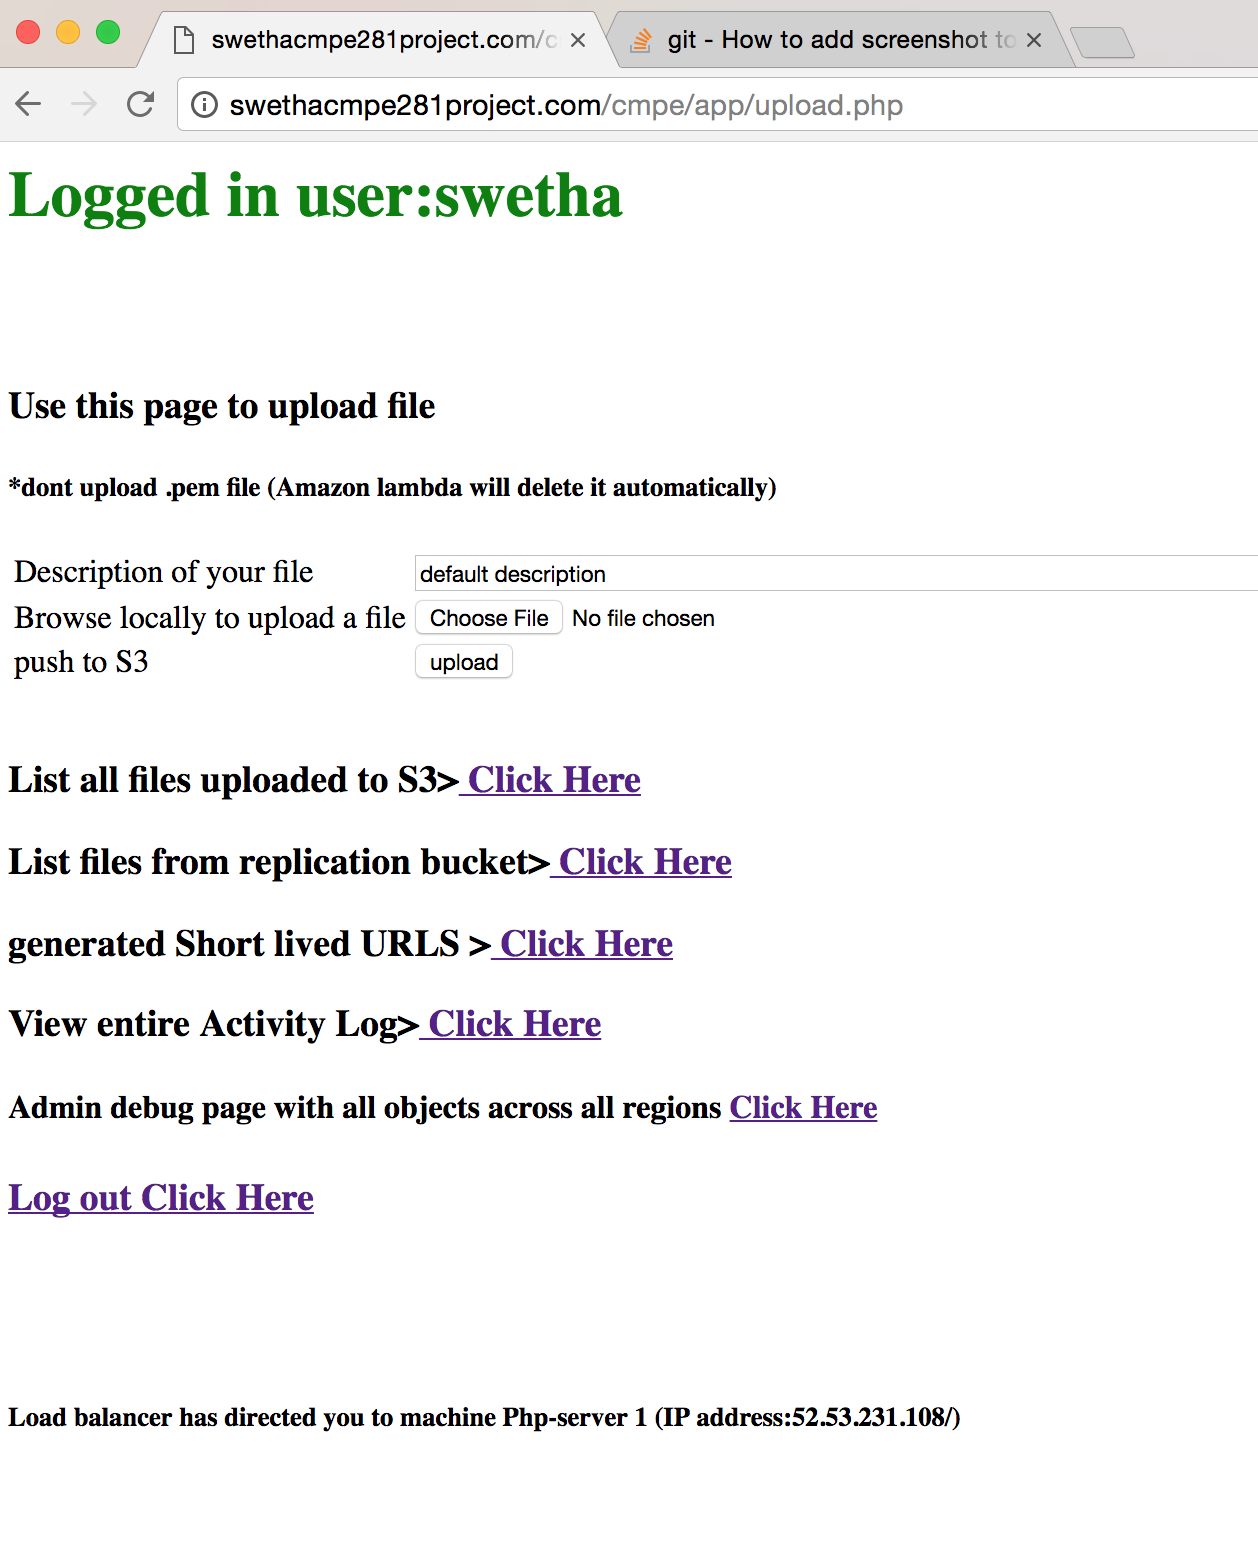 swethacmpe281project.com/c
git - How to add screenshot to
swethacmpe281project.com/cmpe/app/upload.php
Logged in user:swetha
Use this page to upload file
*dont upload .pem file (Amazon lambda will delete it automatically)
Description of your file default description
Browse locally to upload a file Choose File No file chosen
push to S3 upload
List all files uploaded to S3> Click Here
List files from replication bucket> Click Here
generated Short lived URLS > Click Here
View entire Activity Log> Click Here
Admin debug page with all objects across all regions Click Here
Log out Click Here
Load balancer has directed you to machine Php-server 1 (IP address:52.53.231.108/)